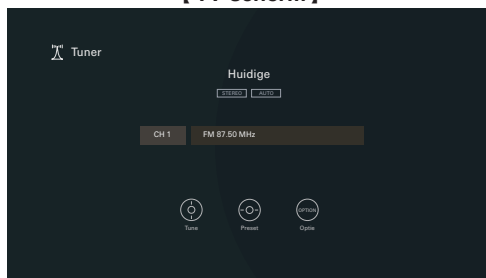 Tuner
Huidige
STEREO AUTO
CH 1 FM 87.50 MHz
OPTION
Tune Preset Optie